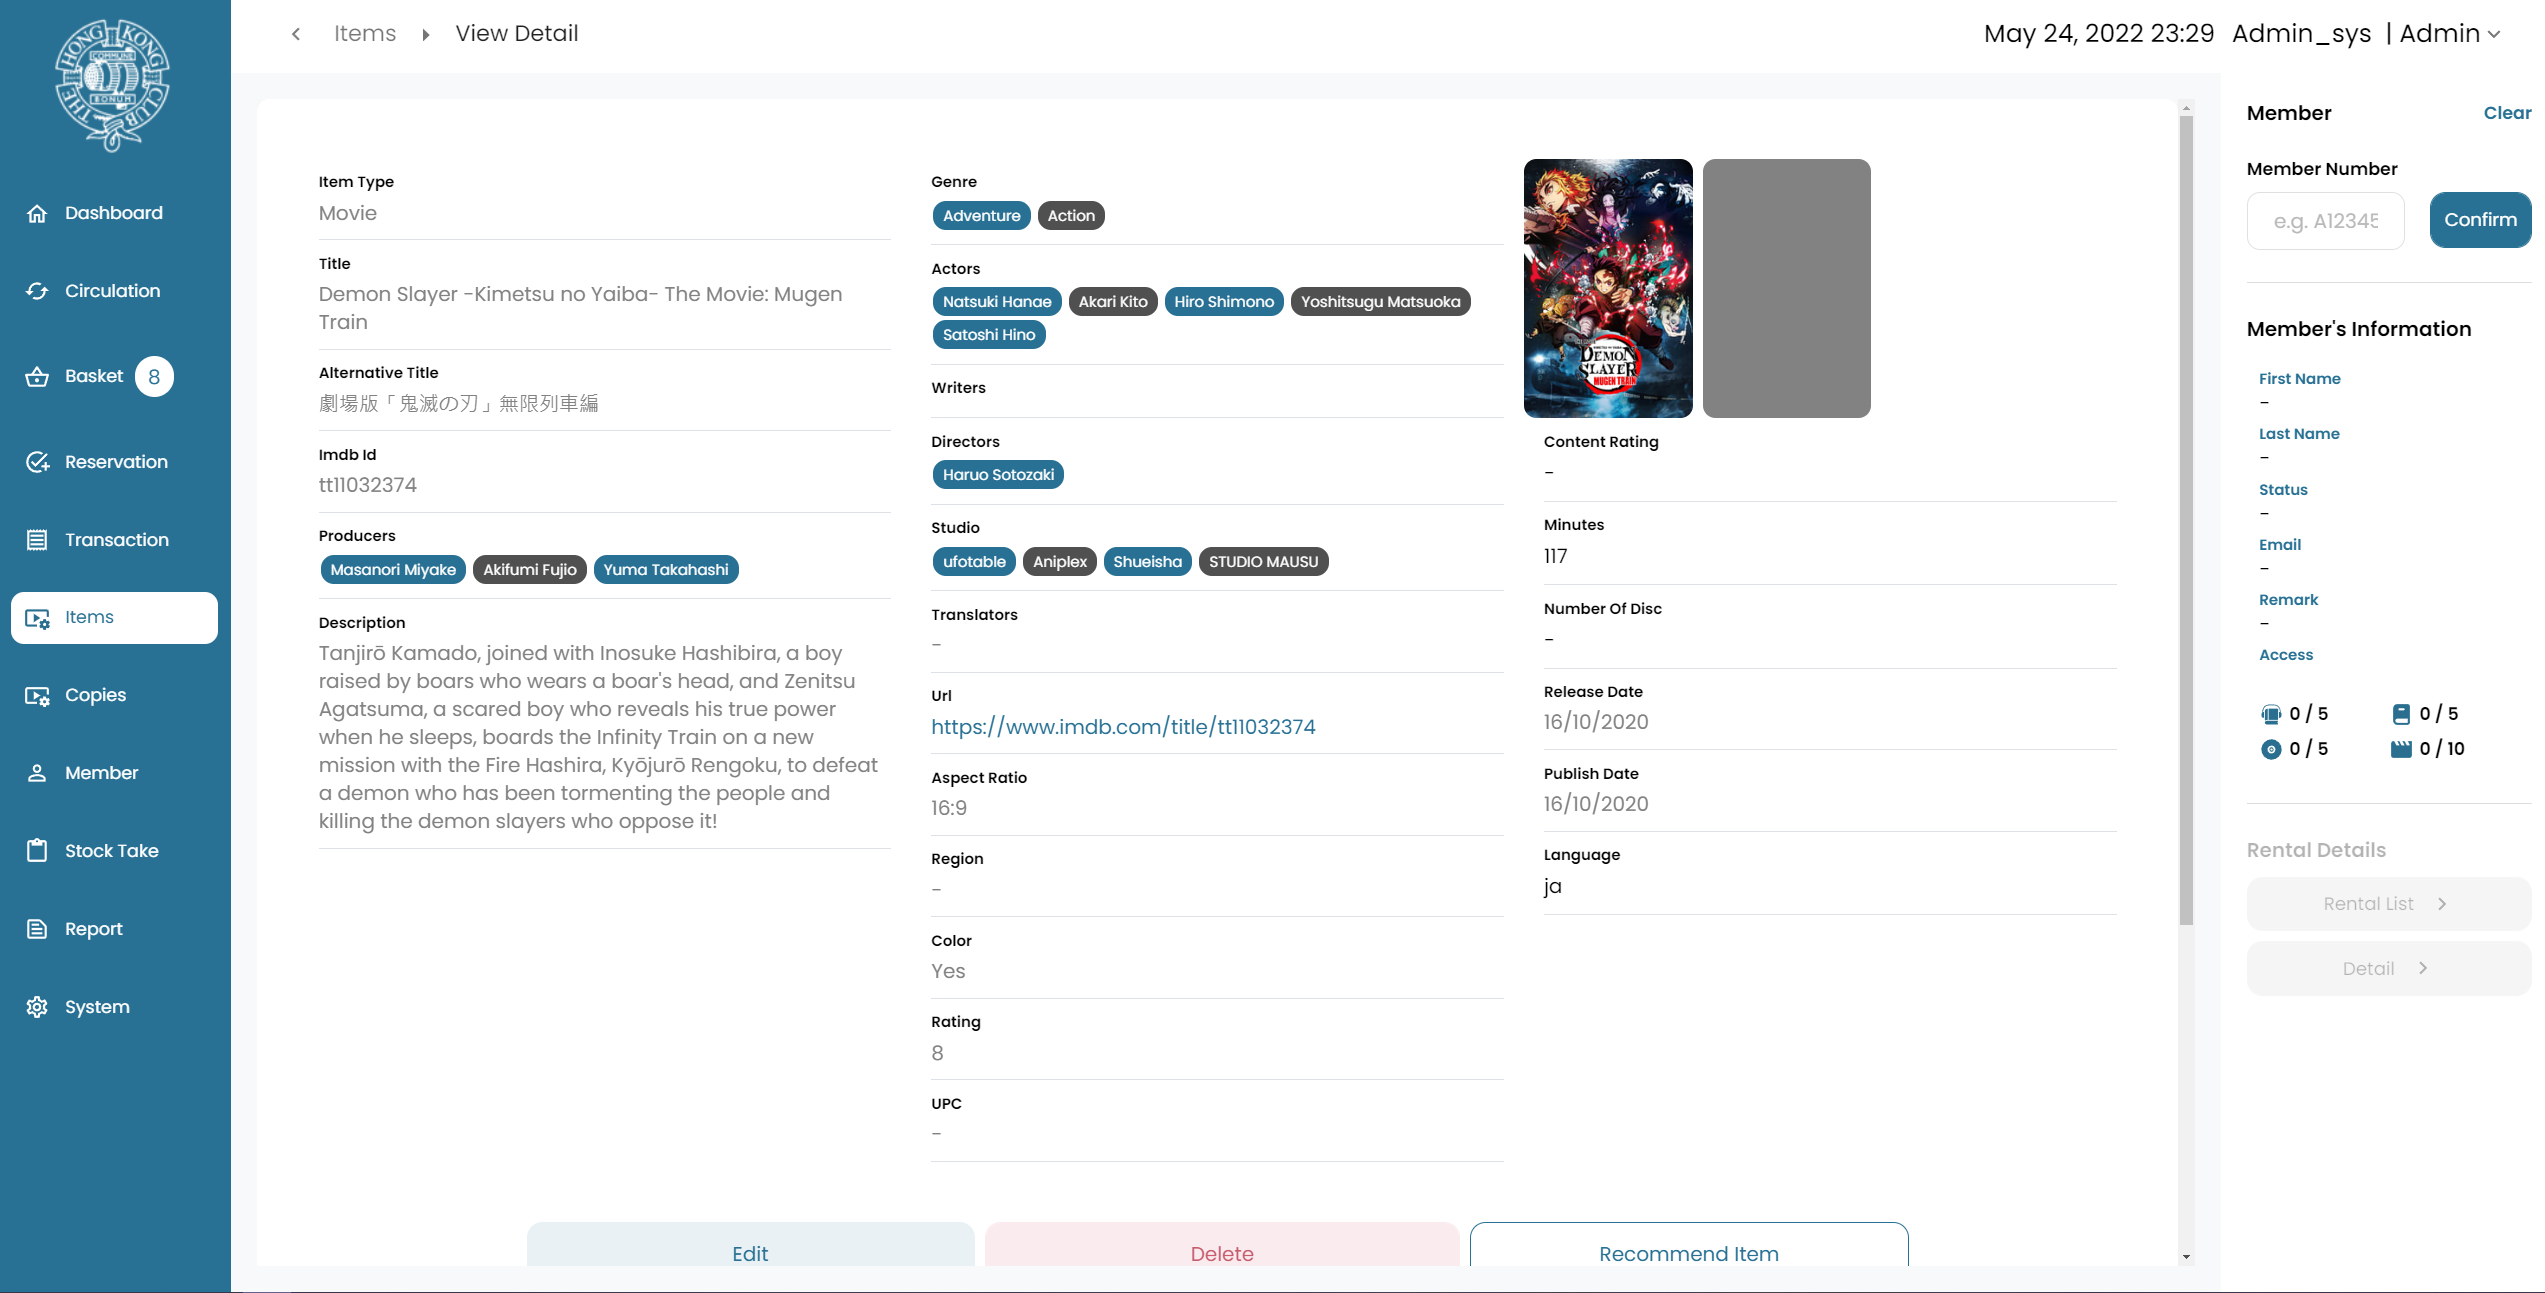 THE HONG KONG CLUB
COMMUNE
BONUM
Dashboard
Circulation
Basket 8
Reservation
Transaction
Items
Copies
Member
Stock Take
Report
System
Items View Detail
May 24, 2022 23:29 Admin_sys | Admin
Item Type
Movie
Title
Demon Slayer -Kimetsu no Yaiba- The Movie: Mugen
Train
Alternative Title
劇場版「鬼滅の刃」無限列車編
Imdb Id
tt11032374
Producers
Masanori Miyake Akifumi Fujio Yuma Takahashi
Description
Tanjirō Kamado, joined with Inosuke Hashibira, a boy
raised by boars who wears a boar's head, and Zenitsu
Agatsuma, a scared boy who reveals his true power
when he sleeps, boards the Infinity Train on a new
mission with the Fire Hashira, Kyōjurō Rengoku, to defeat
a demon who has been tormenting the people and
killing the demon slayers who oppose it!
Genre
Adventure Action
Actors
Natsuki Hanae Akari Kito Hiro Shimono Yoshitsugu Matsuoka
Satoshi Hino
Writers
Directors
Haruo Sotozaki
Studio
ufotable Aniplex Shueisha STUDIO MAUSU
Translators
-
Url
https://www.imdb.com/title/tt11032374
Aspect Ratio
16:9
Region
-
Color
Yes
Rating
8
UPC
-
DEMON
SLAYER
MUGEN TRAIN
Content Rating
-
Minutes
117
Number Of Disc
-
Release Date
16/10/2020
Publish Date
16/10/2020
Language
ja
Edit
Delete
Recommend Item
Member Clear
Member Number
e.g. A12345 Confirm
Member's Information
First Name
-
Last Name
-
Status
-
Email
-
Remark
-
Access
0 / 5 0 / 5
0 / 5 0 / 10
Rental Details
Rental List
Detail